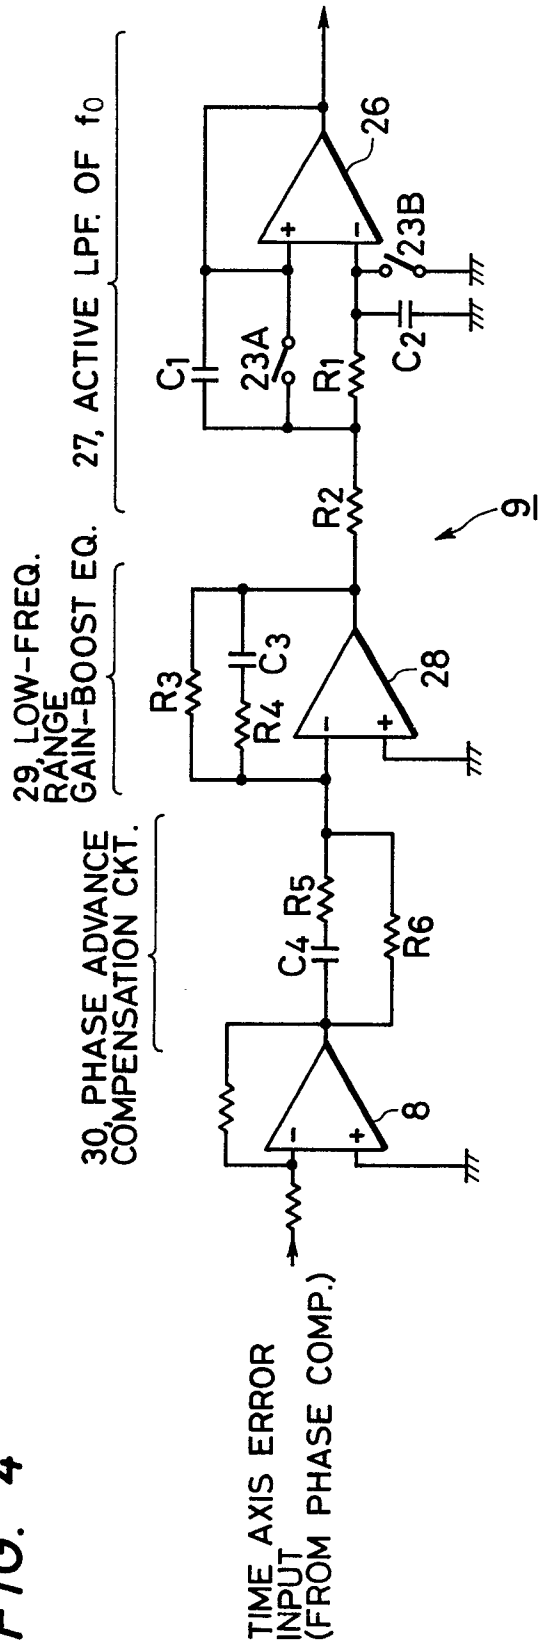 FIG. 4
TIME AXIS ERROR
INPUT
(FROM PHASE COMP.)
30, PHASE ADVANCE
COMPENSATION CKT.
29, LOW-FREQ.
RANGE
GAIN-BOOST EQ.
27, ACTIVE LPF. OF f0
8
C4
R5
R6
R3
R4
C3
28
R2
9
C1
23A
R1
C2
23B
26
+
−
−
+
−
+